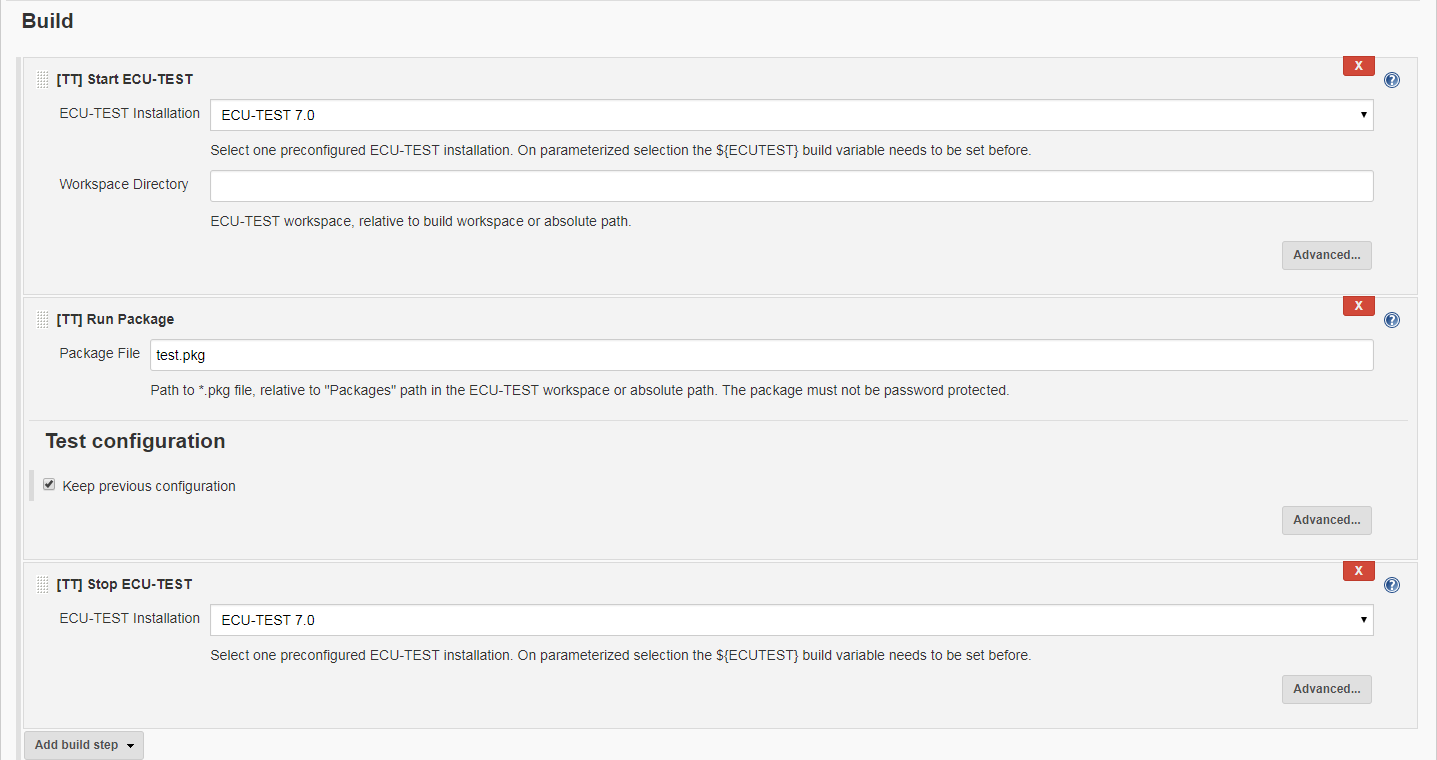 Build
[TT] Start ECU-TEST
X
?
ECU-TEST Installation
ECU-TEST 7.0
Select one preconfigured ECU-TEST installation. On parameterized selection the ${ECUTEST} build variable needs to be set before.
Workspace Directory
ECU-TEST workspace, relative to build workspace or absolute path.
Advanced...
[TT] Run Package
X
?
Package File
test.pkg
Path to *.pkg file, relative to "Packages" path in the ECU-TEST workspace or absolute path. The package must not be password protected.
Test configuration
Keep previous configuration
Advanced...
[TT] Stop ECU-TEST
X
?
ECU-TEST Installation
ECU-TEST 7.0
Select one preconfigured ECU-TEST installation. On parameterized selection the ${ECUTEST} build variable needs to be set before.
Advanced...
Add build step